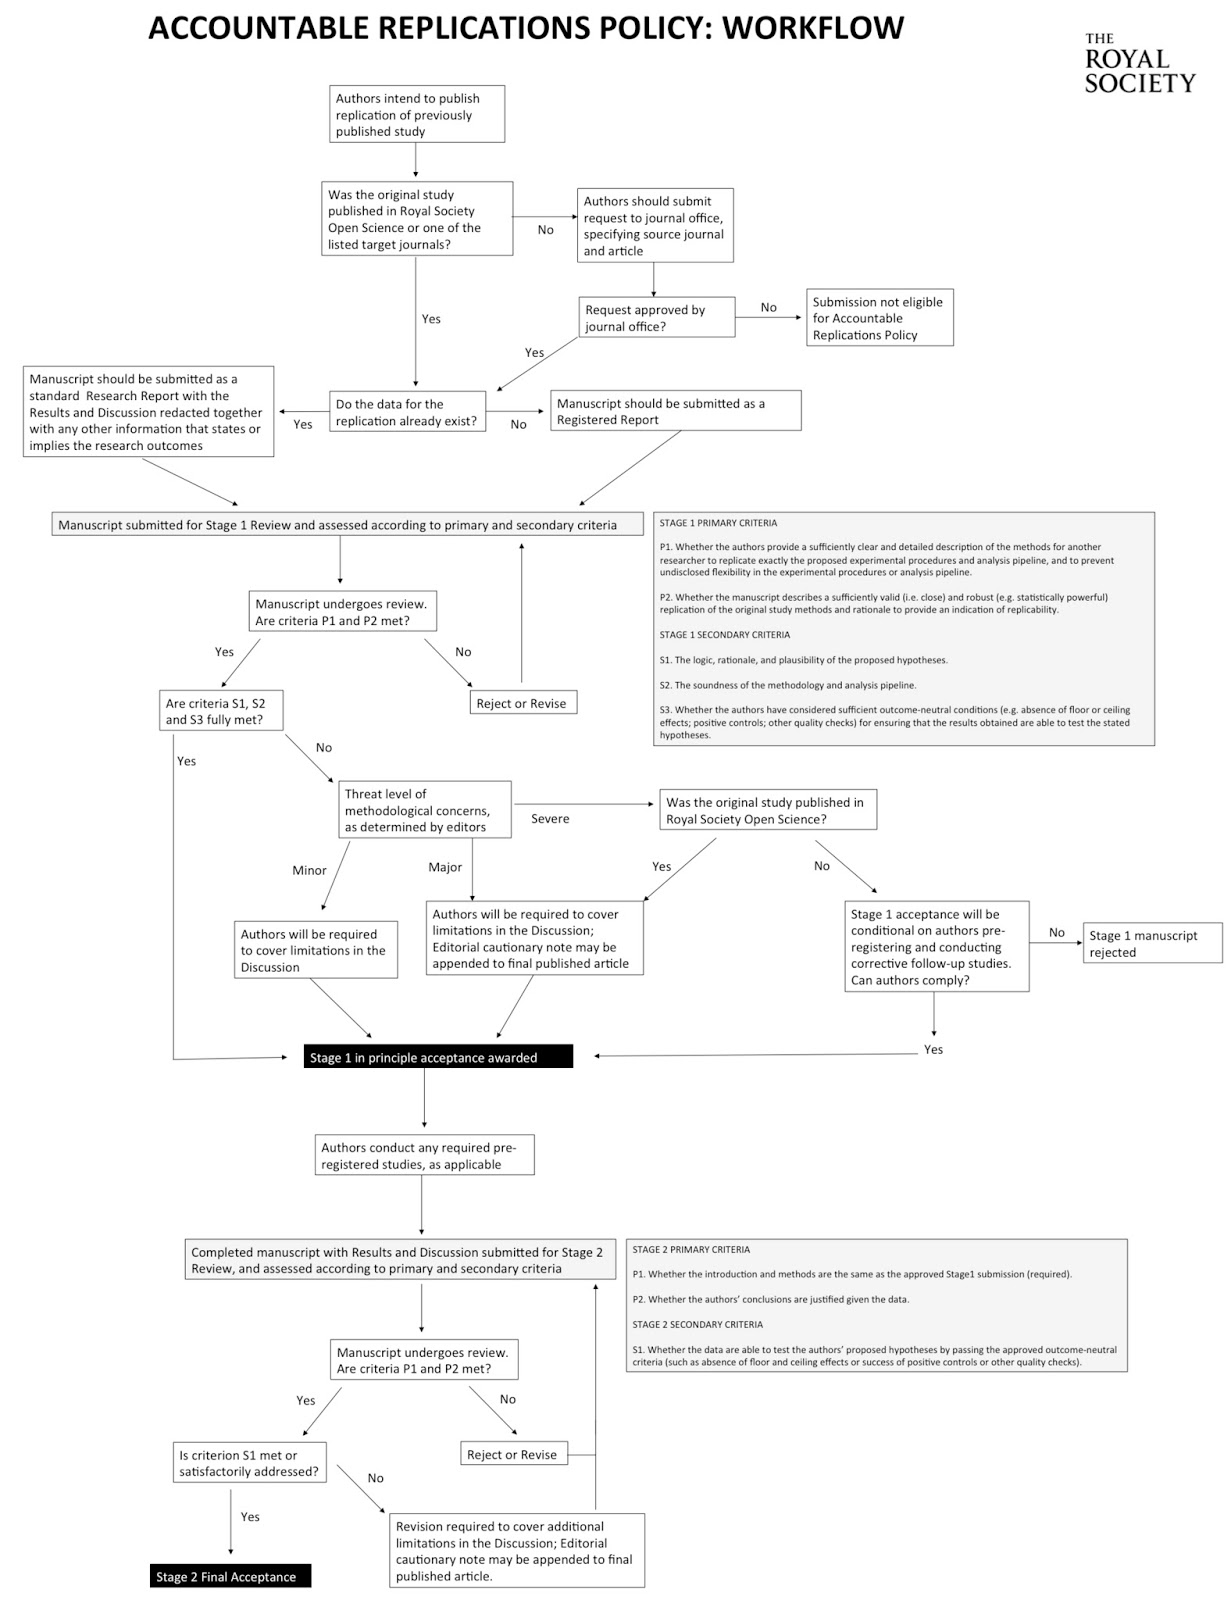 ACCOUNTABLE REPLICATIONS POLICY: WORKFLOW
THE
ROYAL
SOCIETY
Authors intend to publish
replication of previously
published study
Was the original study
published in Royal Society
Open Science or one of the
listed target journals?
No
Authors should submit
request to journal office,
specifying source journal
and article
Yes
Request approved by
journal office?
No
Submission not eligible
for Accountable
Replications Policy
Yes
Manuscript should be submitted as a
standard Research Report with the
Results and Discussion redacted together
with any other information that states or
implies the research outcomes
Yes
Do the data for the
replication already exist?
No
Manuscript should be submitted as a
Registered Report
Manuscript submitted for Stage 1 Review and assessed according to primary and secondary criteria
STAGE 1 PRIMARY CRITERIA
P1. Whether the authors provide a sufficiently clear and detailed description of the methods for another
researcher to replicate exactly the proposed experimental procedures and analysis pipeline, and to prevent
undisclosed flexibility in the experimental procedures or analysis pipeline.
P2. Whether the manuscript describes a sufficiently valid (i.e. close) and robust (e.g. statistically powerful)
replication of the original study methods and rationale to provide an indication of replicability.
STAGE 1 SECONDARY CRITERIA
S1. The logic, rationale, and plausibility of the proposed hypotheses.
S2. The soundness of the methodology and analysis pipeline.
S3. Whether the authors have considered sufficient outcome-neutral conditions (e.g. absence of floor or ceiling
effects; positive controls; other quality checks) for ensuring that the results obtained are able to test the stated
hypotheses.
Manuscript undergoes review.
Are criteria P1 and P2 met?
Yes
No
Are criteria S1, S2
and S3 fully met?
Reject or Revise
Yes
No
Threat level of
methodological concerns,
as determined by editors
Severe
Was the original study published in
Royal Society Open Science?
Minor
Major
Yes
No
Authors will be required
to cover limitations in the
Discussion
Authors will be required to cover
limitations in the Discussion;
Editorial cautionary note may be
appended to final published article
Stage 1 acceptance will be
conditional on authors pre-
registering and conducting
corrective follow-up studies.
Can authors comply?
No
Stage 1 manuscript
rejected
Yes
Stage 1 in principle acceptance awarded
Authors conduct any required pre-
registered studies, as applicable
Completed manuscript with Results and Discussion submitted for Stage 2
Review, and assessed according to primary and secondary criteria
STAGE 2 PRIMARY CRITERIA
P1. Whether the introduction and methods are the same as the approved Stage1 submission (required).
P2. Whether the authors' conclusions are justified given the data.
STAGE 2 SECONDARY CRITERIA
S1. Whether the data are able to test the authors' proposed hypotheses by passing the approved outcome-neutral
criteria (such as absence of floor and ceiling effects or success of positive controls or other quality checks).
Manuscript undergoes review.
Are criteria P1 and P2 met?
Yes
No
Is criterion S1 met or
satisfactorily addressed?
Reject or Revise
No
Yes
Revision required to cover additional
limitations in the Discussion; Editorial
cautionary note may be appended to final
published article.
Stage 2 Final Acceptance